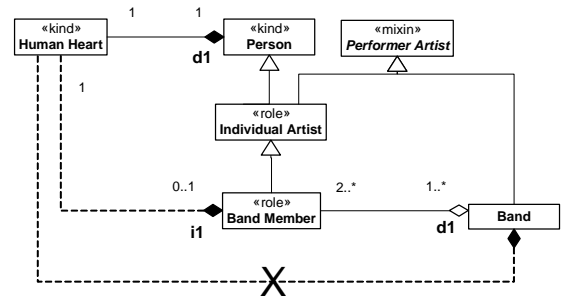 1
1
«kind»
Human Heart
«kind»
Person
«mixin»
Performer Artist
d1
1
«role»
Individual Artist
0..1
«role»
Band Member
2..*
1..*
Band
i1
d1
X